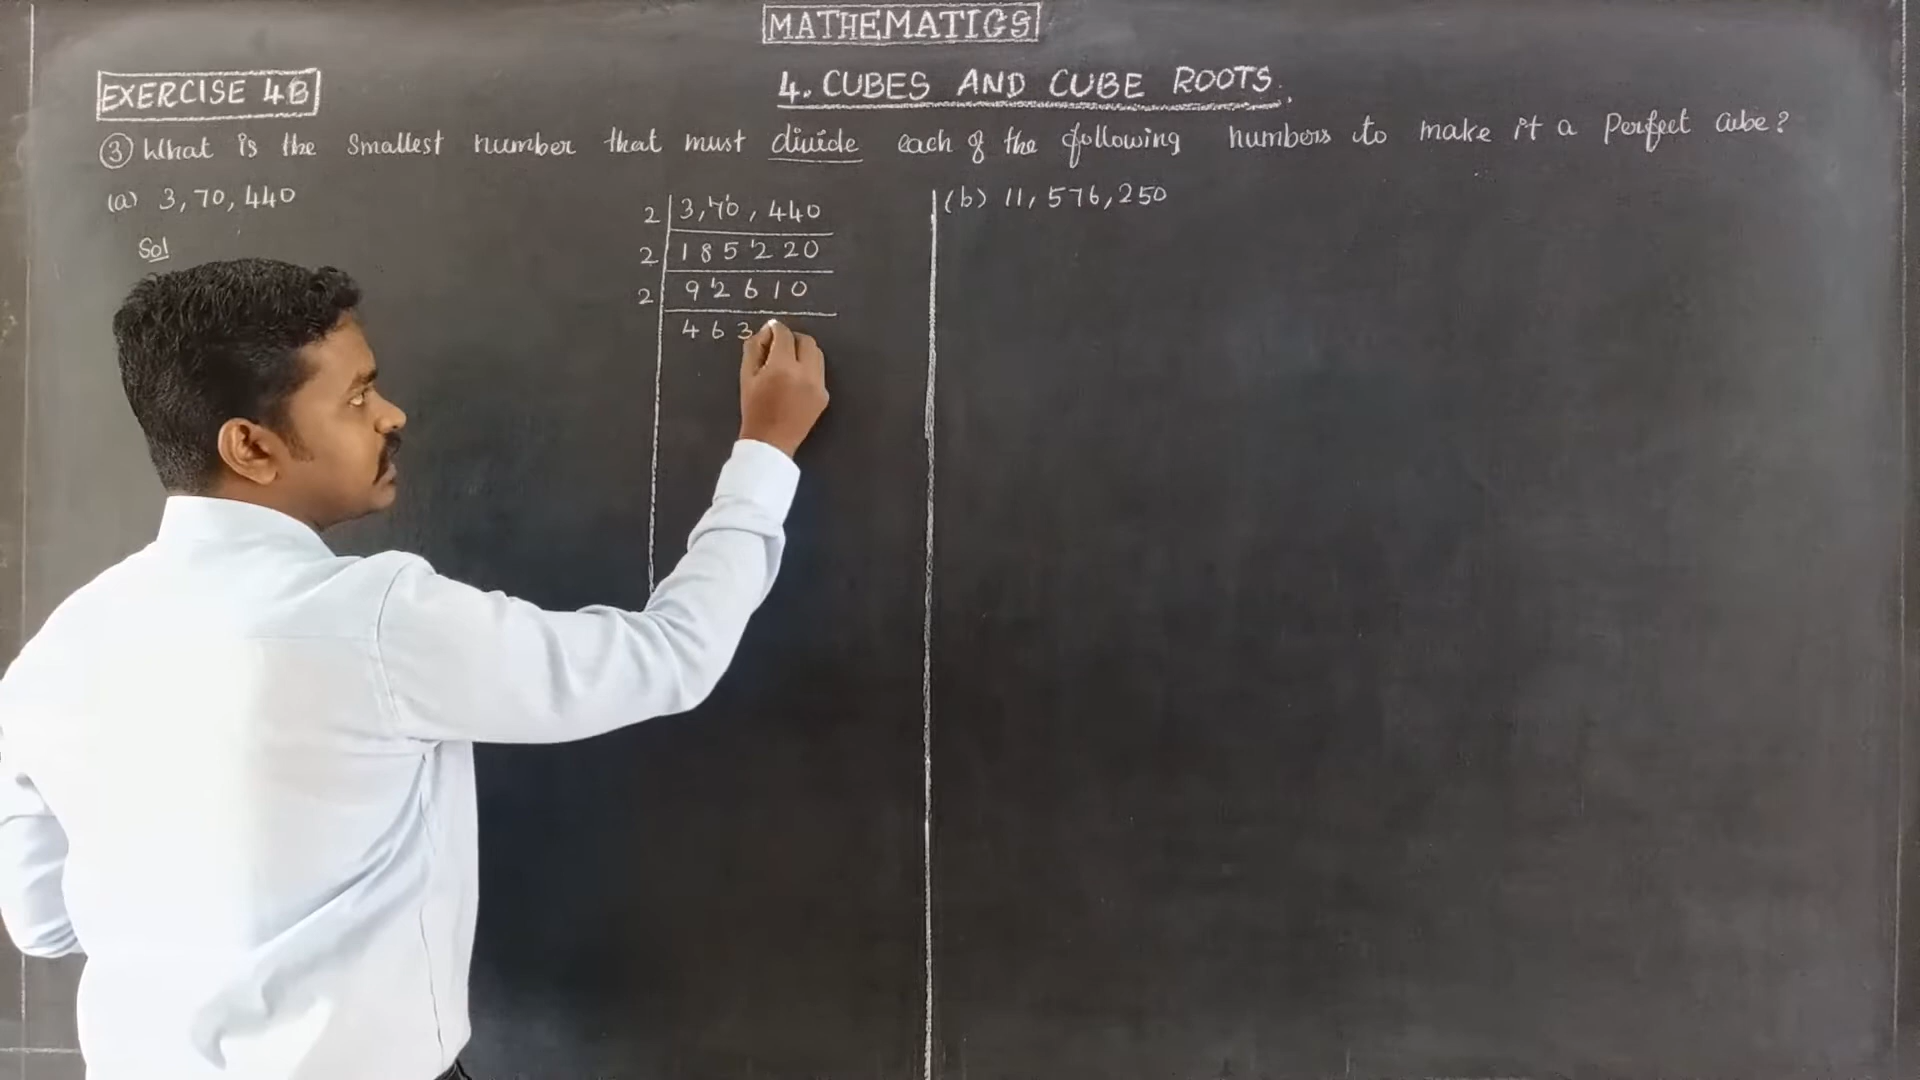 MATHEMATICS
EXERCISE 4B
4. CUBES AND CUBE ROOTS.
③ What is the Smallest number that must divide each of the following numbers to make it a Perfect cube?
(a) 3,70,440
Sol
2 | 3,70,440
2 | 185220
2 | 92610
463
(b) 11,576,250